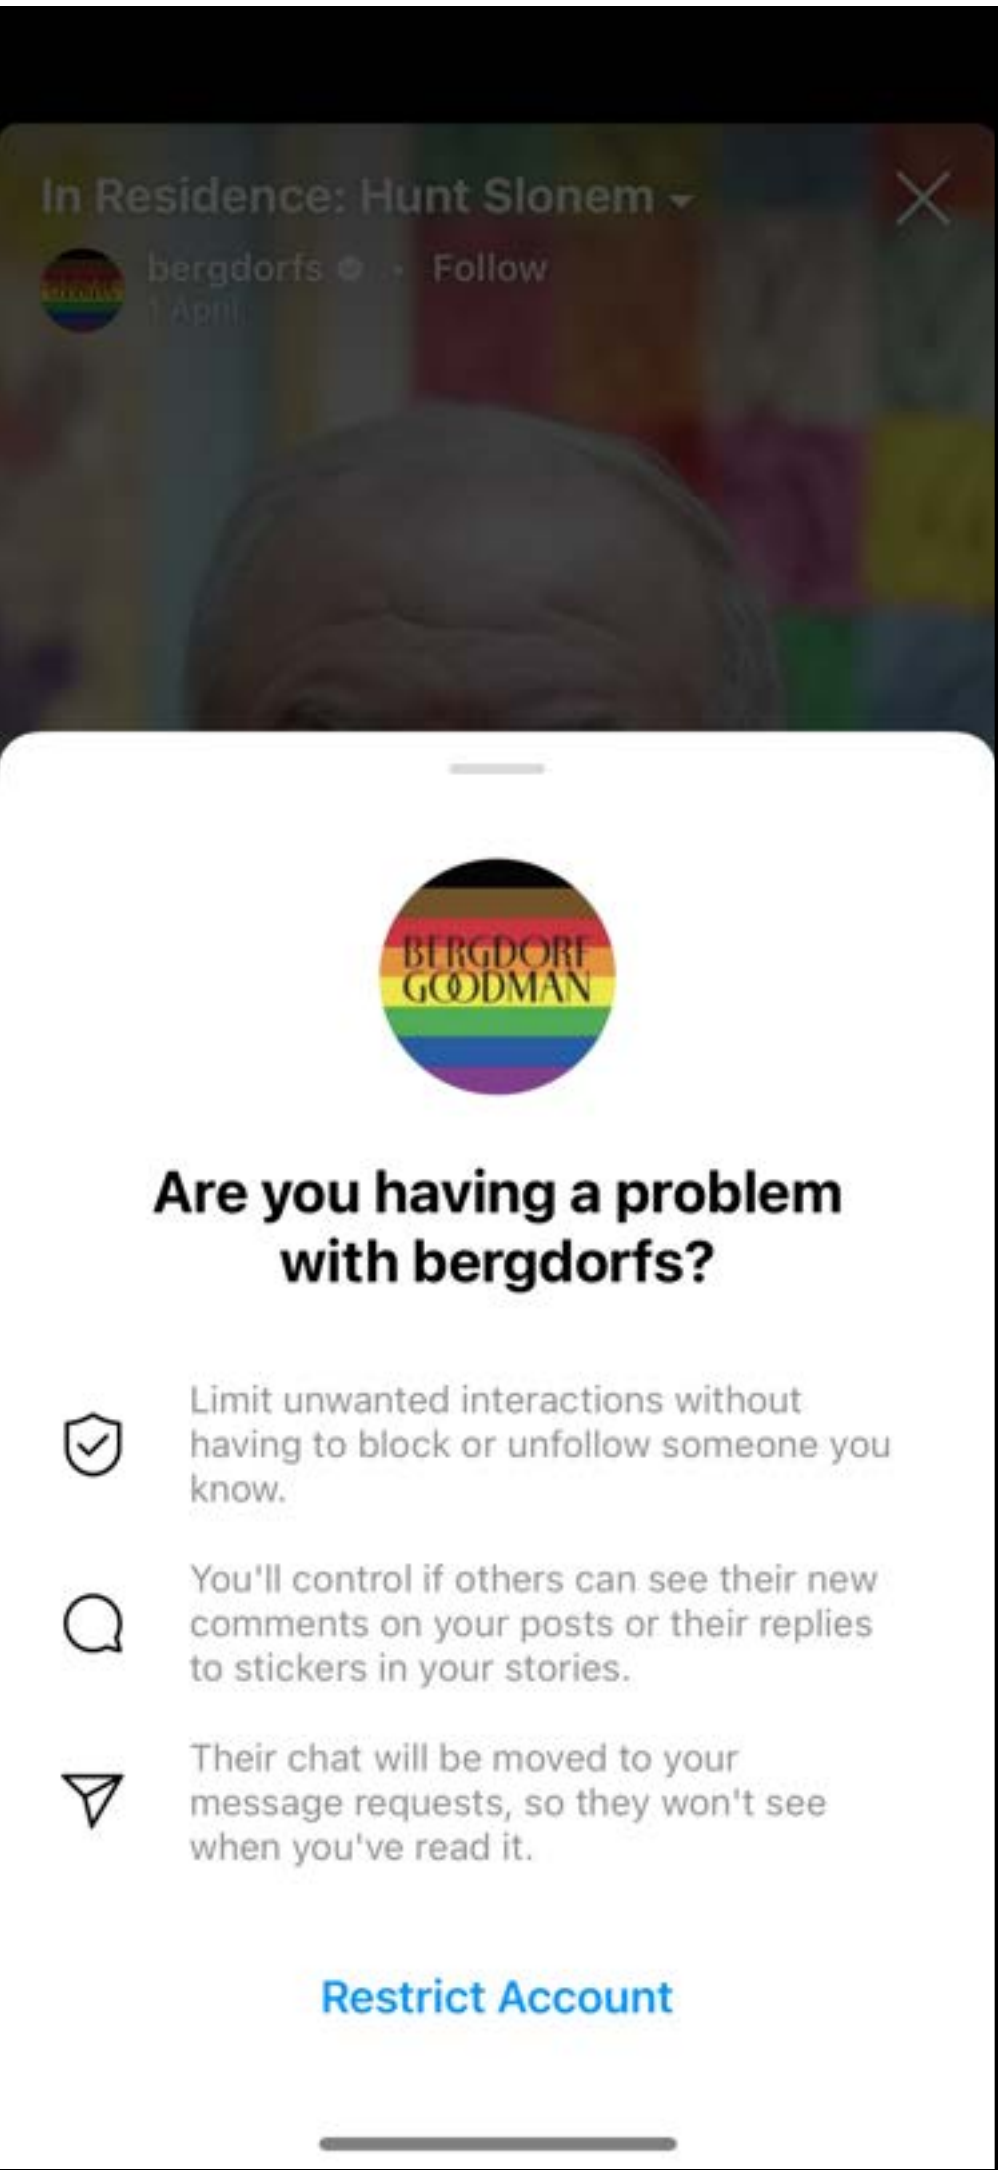 In Residence: Hunt Slonem
bergdorfs · Follow
1 April
BERGDORF
GOODMAN
Are you having a problem
with bergdorfs?
Limit unwanted interactions without
having to block or unfollow someone you
know.
You'll control if others can see their new
comments on your posts or their replies
to stickers in your stories.
Their chat will be moved to your
message requests, so they won't see
when you've read it.
Restrict Account